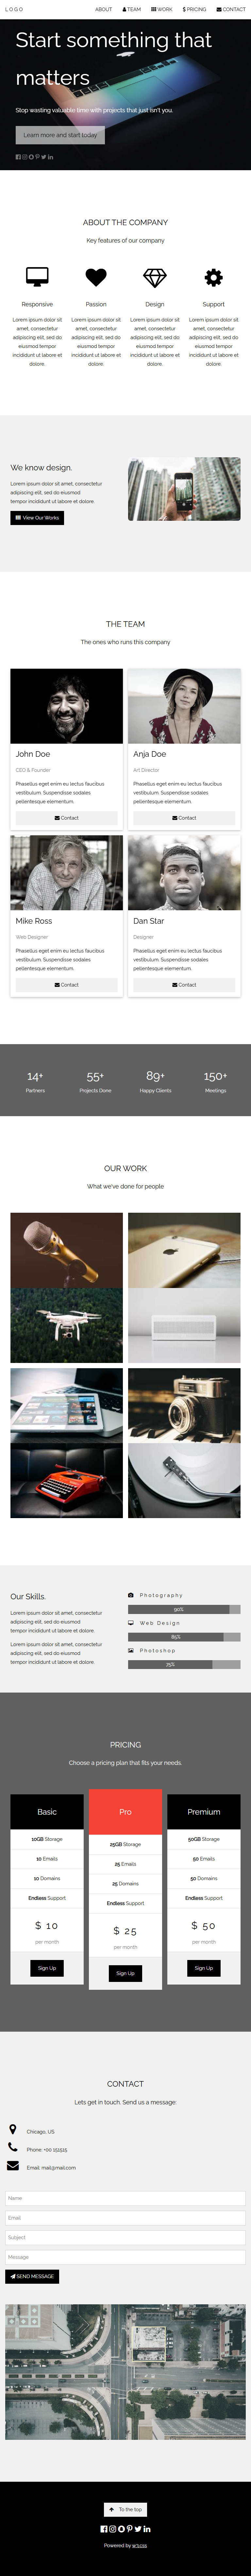 LOGO
ABOUT TEAM WORK PRICING CONTACT
Start something that
matters
Stop wasting valuable time with projects that just isn't you.
Learn more and start today
ABOUT THE COMPANY
Key features of our company
Responsive
Lorem ipsum dolor sit
amet, consectetur
adipiscing elit, sed do
eiusmod tempor
incididunt ut labore et
dolore.
Passion
Lorem ipsum dolor sit
amet, consectetur
adipiscing elit, sed do
eiusmod tempor
incididunt ut labore et
dolore.
Design
Lorem ipsum dolor sit
amet, consectetur
adipiscing elit, sed do
eiusmod tempor
incididunt ut labore et
dolore.
Support
Lorem ipsum dolor sit
amet, consectetur
adipiscing elit, sed do
eiusmod tempor
incididunt ut labore et
dolore.
We know design.
Lorem ipsum dolor sit amet, consectetur
adipiscing elit, sed do eiusmod
tempor incididunt ut labore et dolore.
View Our Works
THE TEAM
The ones who runs this company
John Doe
CEO & Founder
Phasellus eget enim eu lectus faucibus
vestibulum. Suspendisse sodales
pellentesque elementum.
Contact
Anja Doe
Art Director
Phasellus eget enim eu lectus faucibus
vestibulum. Suspendisse sodales
pellentesque elementum.
Contact
Mike Ross
Web Designer
Phasellus eget enim eu lectus faucibus
vestibulum. Suspendisse sodales
pellentesque elementum.
Contact
Dan Star
Designer
Phasellus eget enim eu lectus faucibus
vestibulum. Suspendisse sodales
pellentesque elementum.
Contact
14+
Partners
55+
Projects Done
89+
Happy Clients
150+
Meetings
OUR WORK
What we've done for people
Our Skills.
Lorem ipsum dolor sit amet, consectetur
adipiscing elit, sed do eiusmod
tempor incididunt ut labore et dolore.
Lorem ipsum dolor sit amet, consectetur
adipiscing elit, sed do eiusmod
tempor incididunt ut labore et dolore.
Photography
90%
Web Design
85%
Photoshop
75%
PRICING
Choose a pricing plan that fits your needs.
Basic
10GB Storage
10 Emails
10 Domains
Endless Support
$ 10
per month
Sign Up
Pro
25GB Storage
25 Emails
25 Domains
Endless Support
$ 25
per month
Sign Up
Premium
50GB Storage
50 Emails
50 Domains
Endless Support
$ 50
per month
Sign Up
CONTACT
Lets get in touch. Send us a message:
Chicago, US
Phone: +00 151515
Email: mail@mail.com
Name
Email
Subject
Message
SEND MESSAGE
To the top
Powered by w3.css